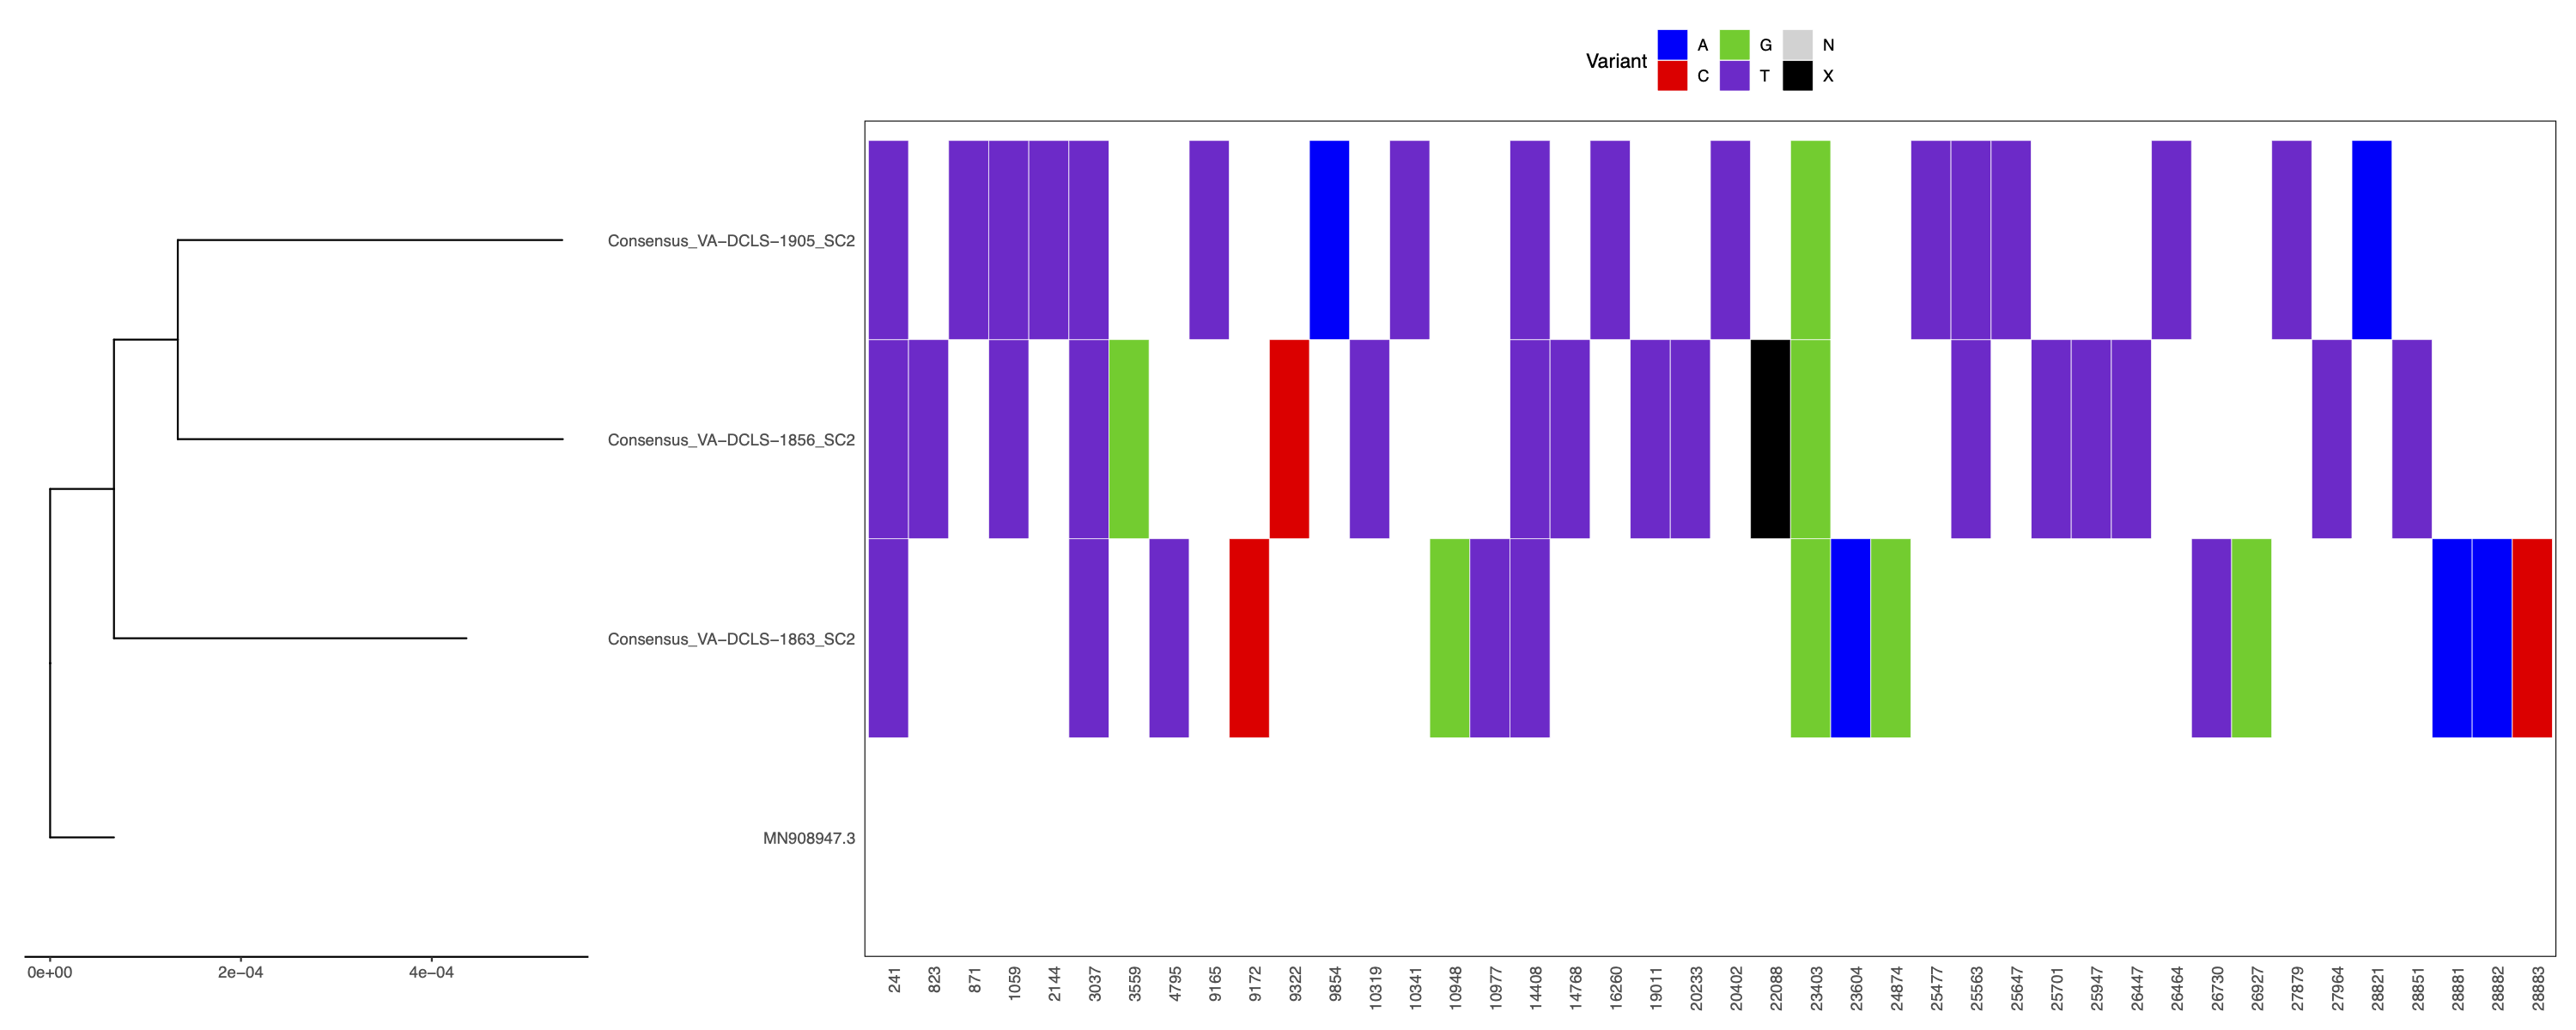 Variant A G N
C T X
Consensus_VA−DCLS−1905_SC2
Consensus_VA−DCLS−1856_SC2
Consensus_VA−DCLS−1863_SC2
MN908947.3
0e+00 2e−04 4e−04
241 823 871 1059 2144 3037 3559 4795 9165 9172 9322 9854 10319 10341 10948 10977 14408 14768 16260 19011 20233 20402 22088 23403 23604 24874 25477 25563 25647 25701 25947 26447 26464 26730 26927 27879 27964 28821 28851 28881 28882 28883